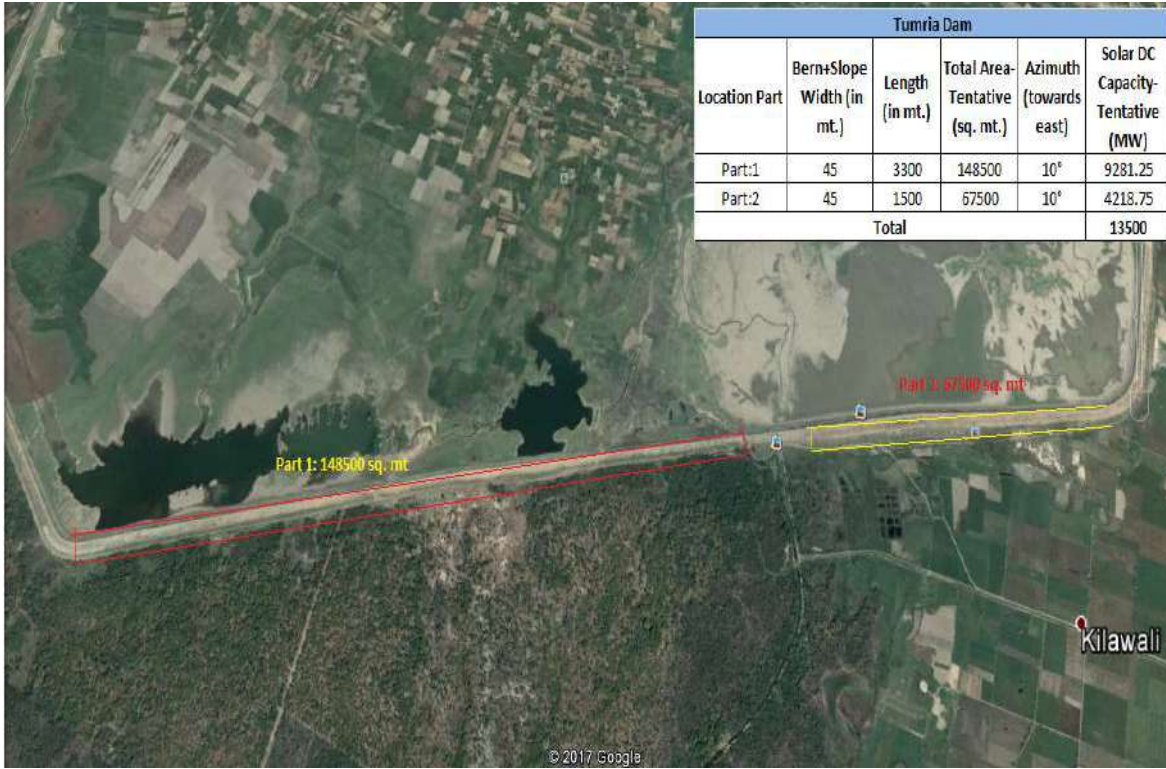 Tumria Dam
Location Part
Bern+Slope Width (in mt.)
Length (in mt.)
Total Area-Tentative (sq. mt.)
Azimuth (towards east)
Solar DC Capacity-Tentative (MW)
Part:1 45 3300 148500 10° 9281.25
Part:2 45 1500 67500 10° 4218.75
Total 13500
Part 67500 sq. mt
Part 1: 148500 sq. mt
Kilawali
© 2017 Google